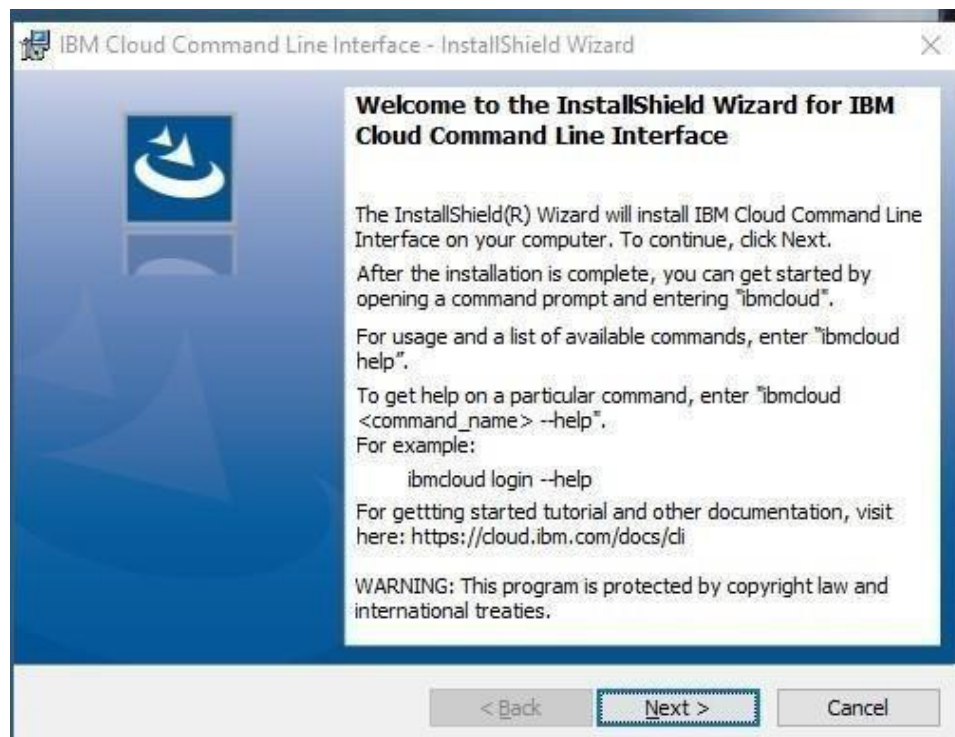 IBM Cloud Command Line Interface - InstallShield Wizard
Welcome to the InstallShield Wizard for IBM
Cloud Command Line Interface
The InstallShield(R) Wizard will install IBM Cloud Command Line
Interface on your computer. To continue, click Next.
After the installation is complete, you can get started by
opening a command prompt and entering "ibmcloud".
For usage and a list of available commands, enter “ibmcloud
help”.
To get help on a particular command, enter "ibmcloud
<command_name> --help".
For example:
ibmcloud login --help
For gettting started tutorial and other documentation, visit
here: https://cloud.ibm.com/docs/cli
WARNING: This program is protected by copyright law and
international treaties.
< Back
Next >
Cancel